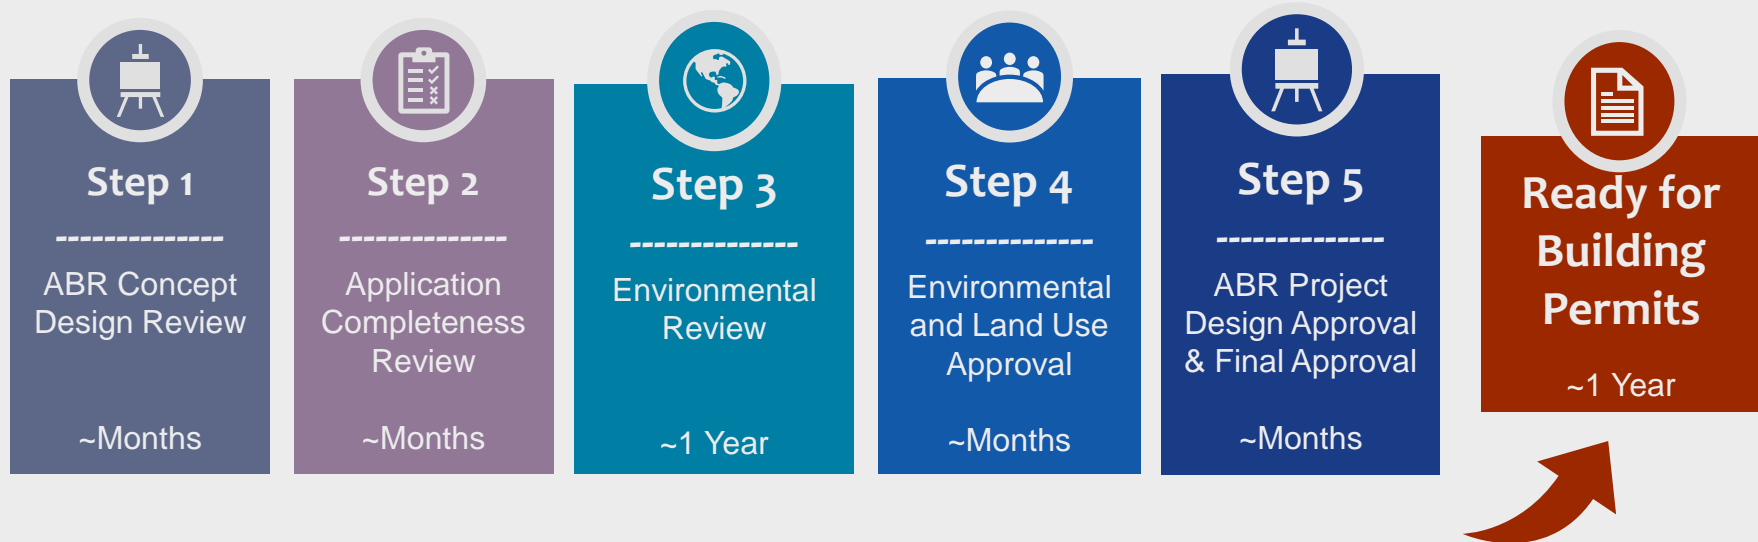 Step 1
--------------
ABR Concept
Design Review
~Months
Step 2
--------------
Application
Completeness
Review
~Months
Step 3
--------------
Environmental
Review
~1 Year
Step 4
--------------
Environmental
and Land Use
Approval
~Months
Step 5
--------------
ABR Project
Design Approval
& Final Approval
~Months
Ready for
Building
Permits
~1 Year